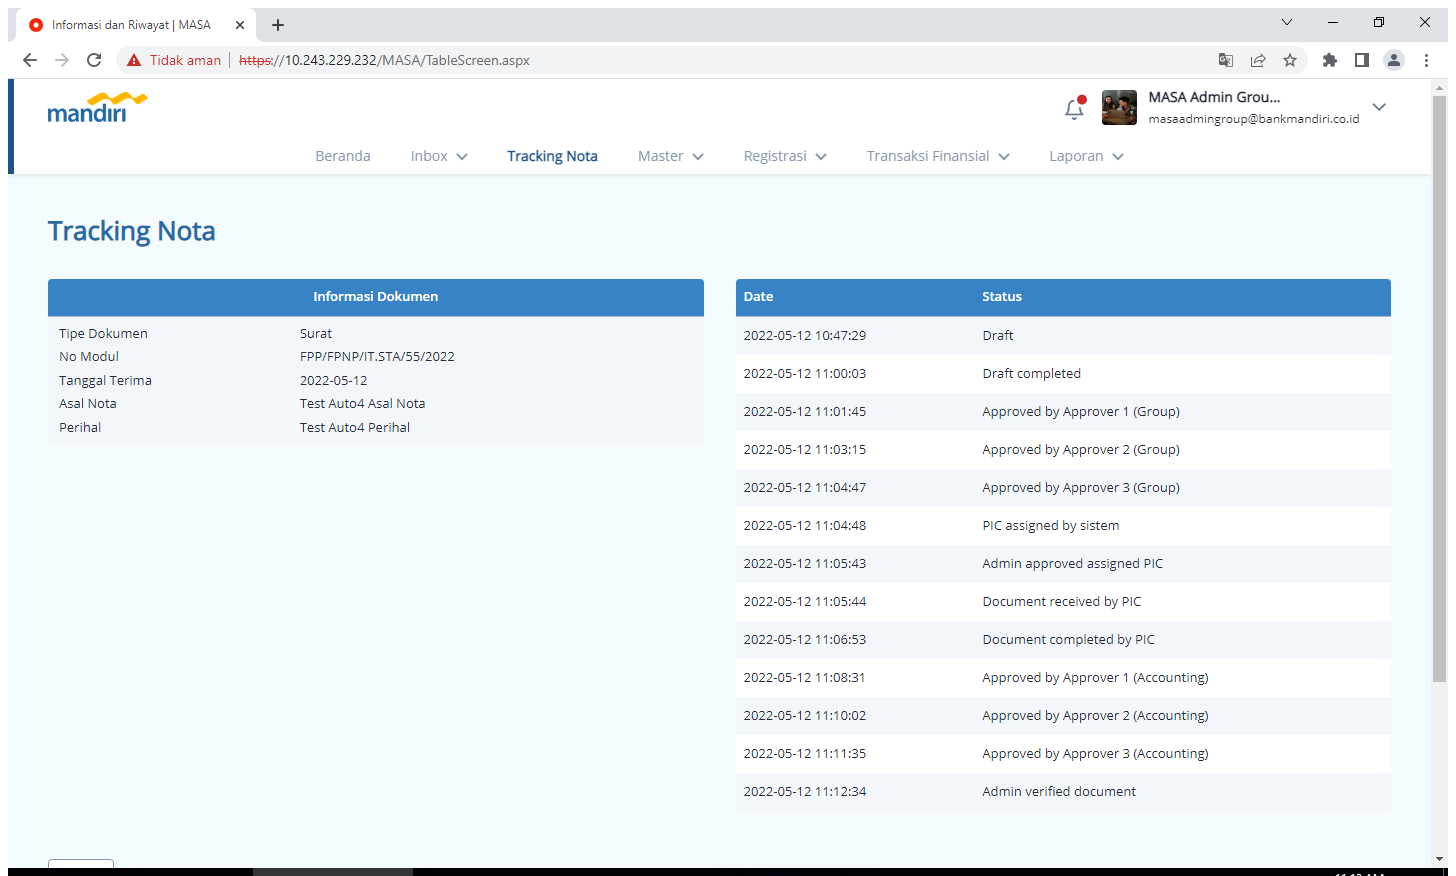 Informasi dan Riwayat | MASA
Tidak aman https://10.243.229.232/MASA/TableScreen.aspx
mandiri
MASA Admin Grou...
masaadmingroup@bankmandiri.co.id
Beranda Inbox Tracking Nota Master Registrasi Transaksi Finansial Laporan
Tracking Nota
Informasi Dokumen
Tipe Dokumen Surat
No Modul FPP/FPNP/IT.STA/55/2022
Tanggal Terima 2022-05-12
Asal Nota Test Auto4 Asal Nota
Perihal Test Auto4 Perihal
Date Status
2022-05-12 10:47:29 Draft
2022-05-12 11:00:03 Draft completed
2022-05-12 11:01:45 Approved by Approver 1 (Group)
2022-05-12 11:03:15 Approved by Approver 2 (Group)
2022-05-12 11:04:47 Approved by Approver 3 (Group)
2022-05-12 11:04:48 PIC assigned by sistem
2022-05-12 11:05:43 Admin approved assigned PIC
2022-05-12 11:05:44 Document received by PIC
2022-05-12 11:06:53 Document completed by PIC
2022-05-12 11:08:31 Approved by Approver 1 (Accounting)
2022-05-12 11:10:02 Approved by Approver 2 (Accounting)
2022-05-12 11:11:35 Approved by Approver 3 (Accounting)
2022-05-12 11:12:34 Admin verified document